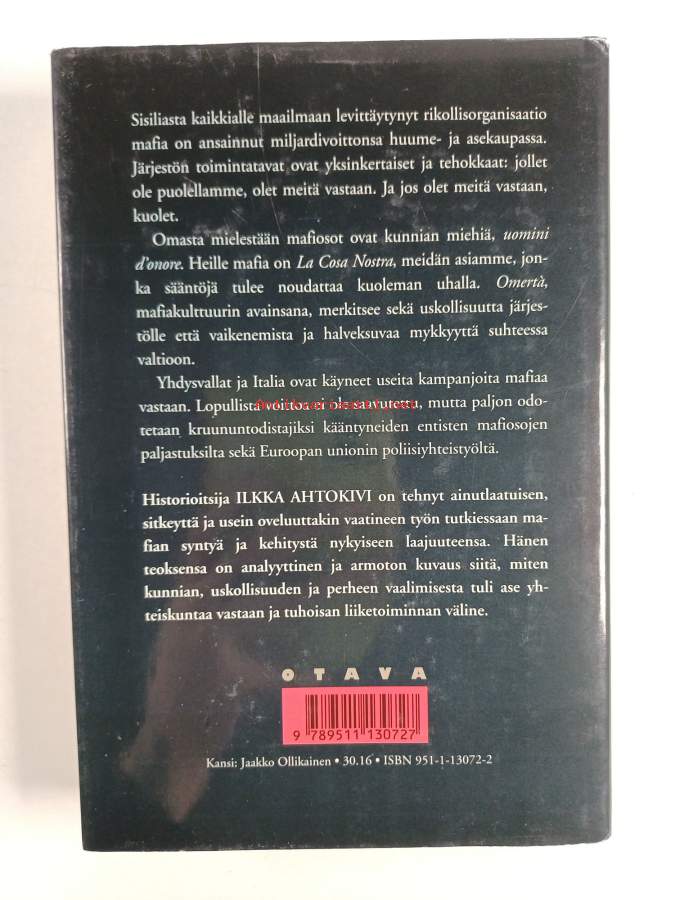 Sisiliasta kaikkialle maailmaan levittäytynyt rikollisorganisaatio
mafia on ansainnut miljardivoittonsa huume- ja asekaupassa.
Järjestön toimintatavat ovat yksinkertaiset ja tehokkaat: jollet
ole puolellamme, olet meitä vastaan. Ja jos olet meitä vastaan,
kuolet.
Omasta mielestään mafiosot ovat kunnian miehiä, uomini
d'onore. Heille mafia on La Cosa Nostra, meidän asiamme, jon-
ka sääntöjä tulee noudattaa kuoleman uhalla. Omertà,
mafiakulttuurin avainsana, merkitsee sekä uskollisuutta järjes-
tölle että vaikenemista ja halveksuvaa mykkyyttä suhteessa
valtioon.
Yhdysvallat ja Italia ovat käyneet useita kampanjoita mafiaa
vastaan. Lopullista voittoa ei ole saavutettu, mutta paljon odo-
tetaan kruununtodistajiksi kääntyneiden entisten mafiosojen
paljastuksilta sekä Euroopan unionin poliisiyhteistyöltä.
Historioitsija ILKKA AHTOKIVI on tehnyt ainutlaatuisen,
sitkeyttä ja usein oveluuttakin vaatineen työn tutkiessaan ma-
fian syntyä ja kehitystä nykyiseen laajuuteensa. Hänen
teoksensa on analyyttinen ja armoton kuvaus siitä, miten
kunnian, uskollisuuden ja perheen vaalimisesta tuli ase yh-
teiskuntaa vastaan ja tuhoisan liiketoiminnan väline.
OTAVA
9 789511 130727
Kansi: Jaakko Ollikainen • 30.16 • ISBN 951-1-13072-2